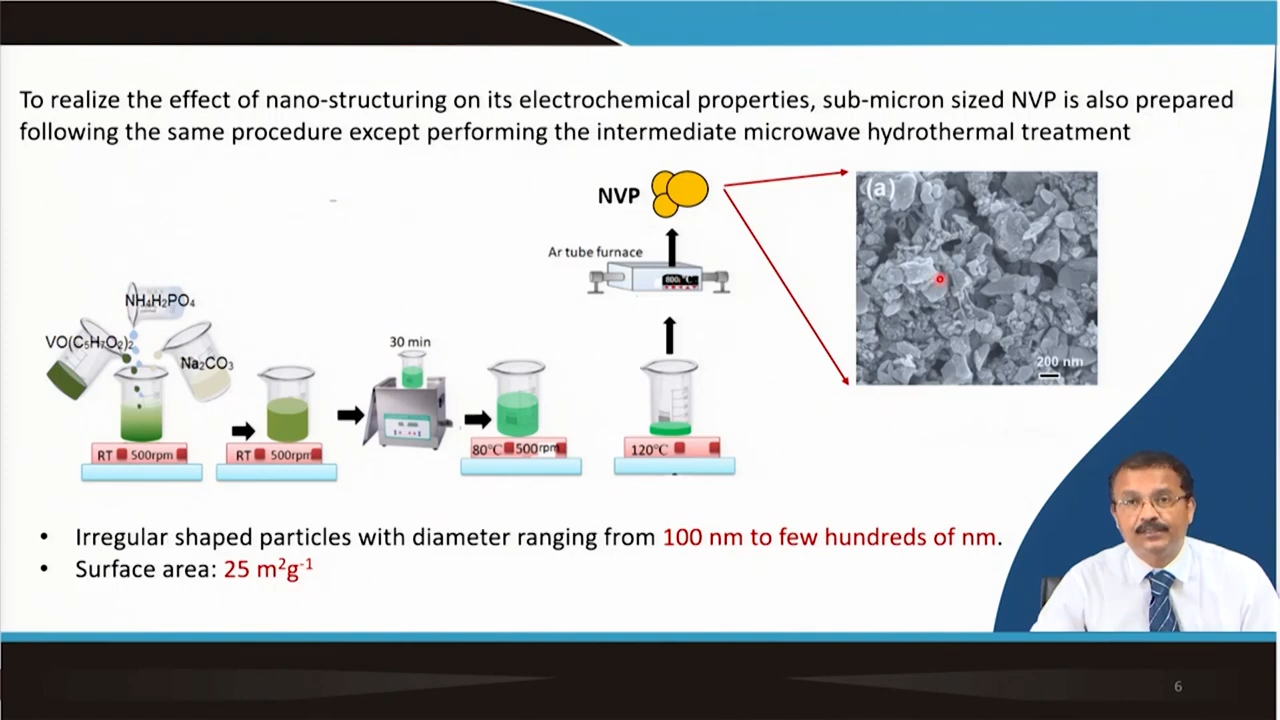 To realize the effect of nano-structuring on its electrochemical properties, sub-micron sized NVP is also prepared
following the same procedure except performing the intermediate microwave hydrothermal treatment
NVP
(a)
200 nm
Ar tube furnace
800 °C
NH₄H₂PO₄
VO(C₅H₇O₂)₂
Na₂CO₃
30 min
RT 500rpm
RT 500rpm
80°C 500rpm
120°C
• Irregular shaped particles with diameter ranging from 100 nm to few hundreds of nm.
• Surface area: 25 m²g⁻¹
6